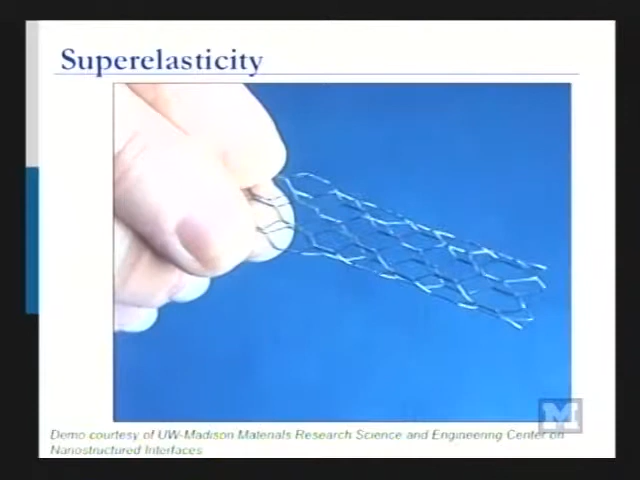 Superelasticity
M
Demo courtesy of UW-Madison Materials Research Science and Engineering Center on
Nanostructured Interfaces